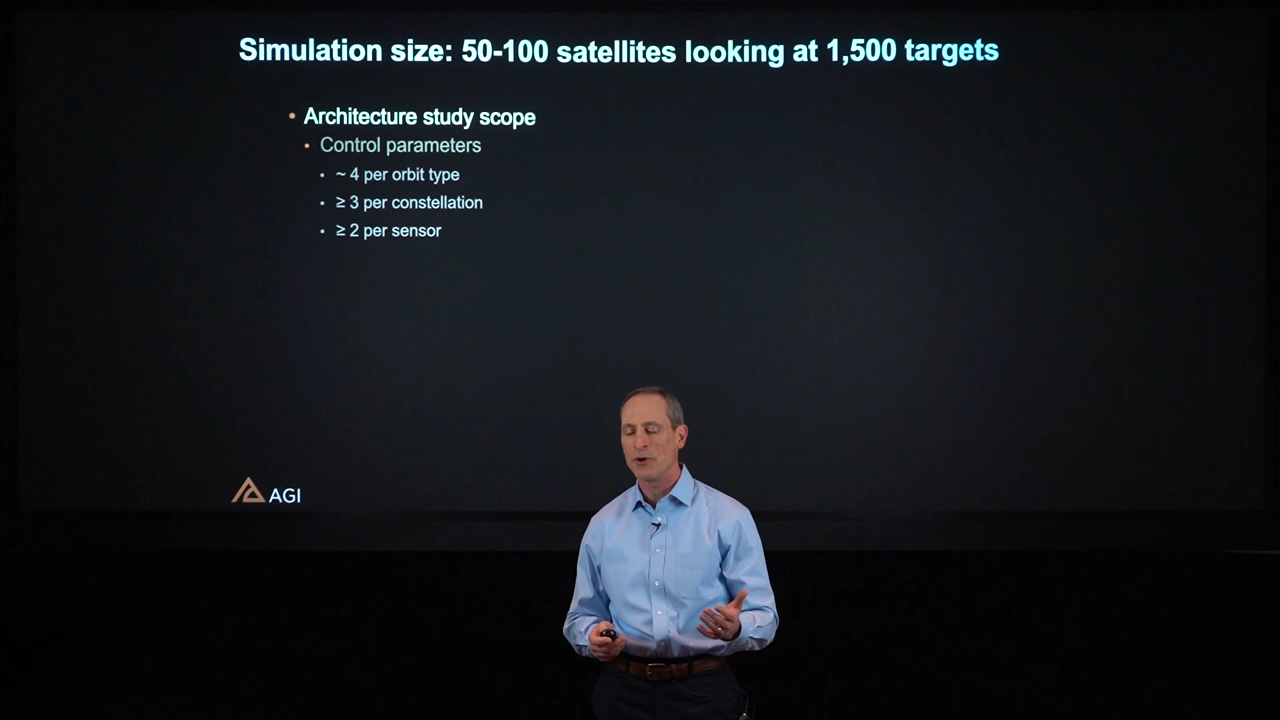 Simulation size: 50-100 satellites looking at 1,500 targets
• Architecture study scope
• Control parameters
• ~ 4 per orbit type
• ≥ 3 per constellation
• ≥ 2 per sensor
AGI